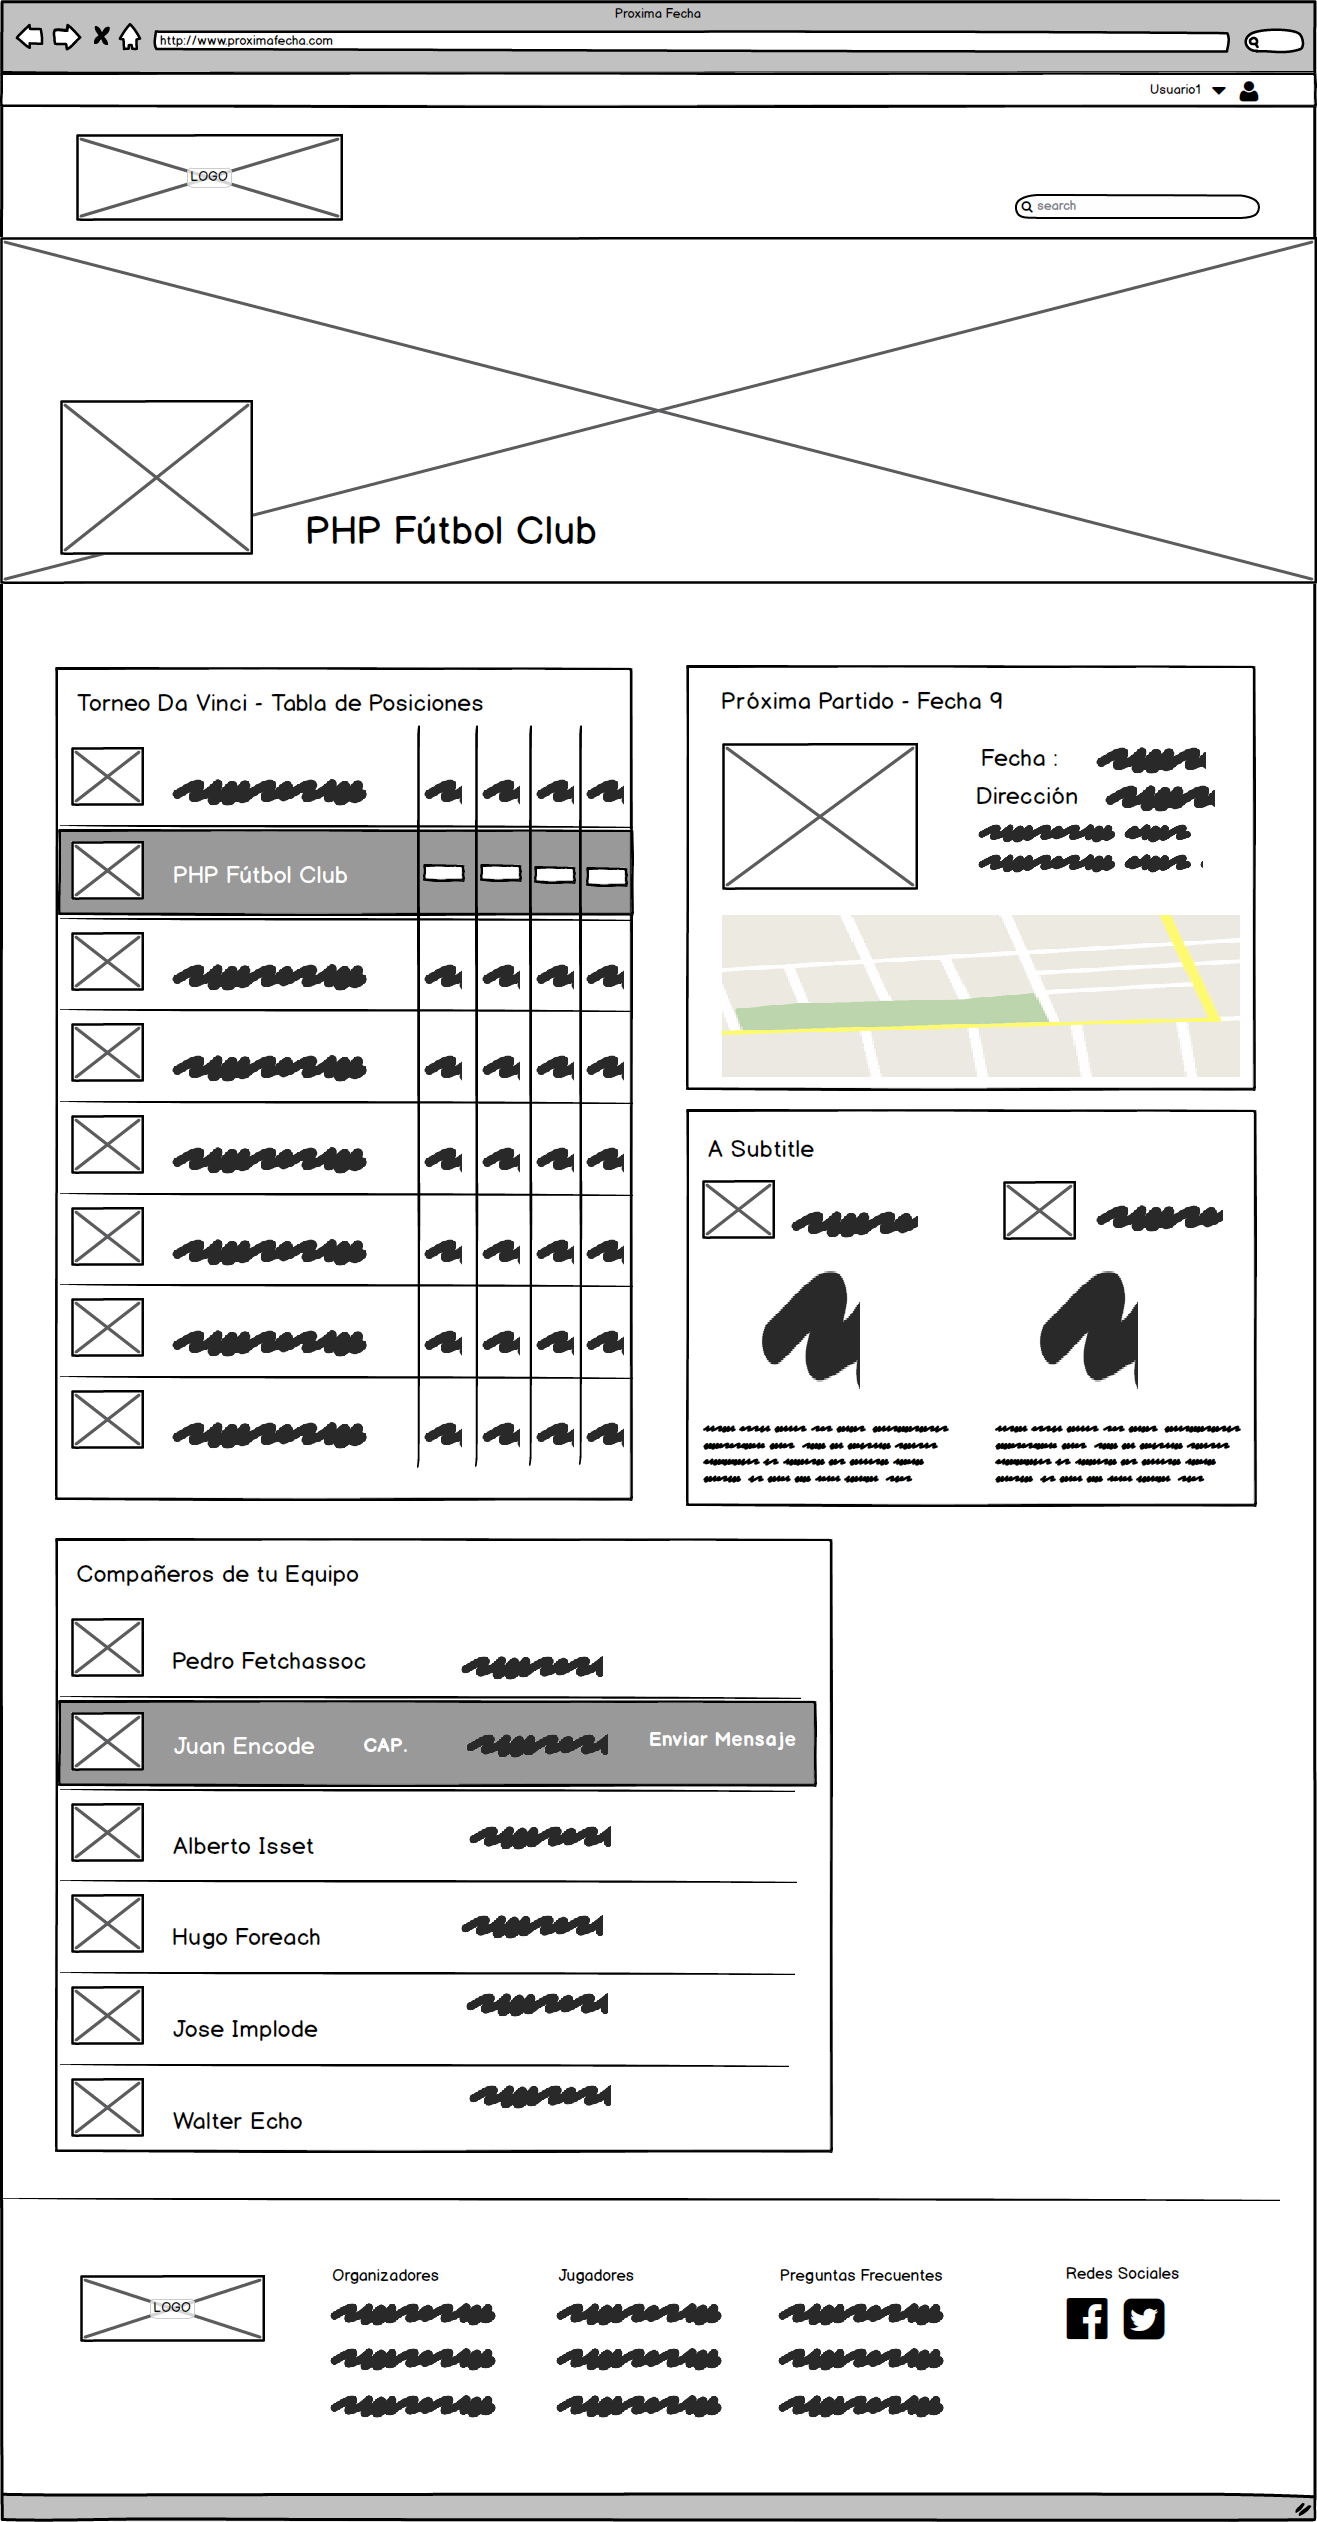 Proxima Fecha
http://www.proximafecha.com
Usuario1
LOGO
search
PHP Fútbol Club
Torneo Da Vinci - Tabla de Posiciones
PHP Fútbol Club
Próxima Partido - Fecha 9
Fecha :
Dirección
A Subtitle
Compañeros de tu Equipo
Pedro Fetchassoc
Juan Encode CAP. Enviar Mensaje
Alberto Isset
Hugo Foreach
Jose Implode
Walter Echo
LOGO
Organizadores
Jugadores
Preguntas Frecuentes
Redes Sociales